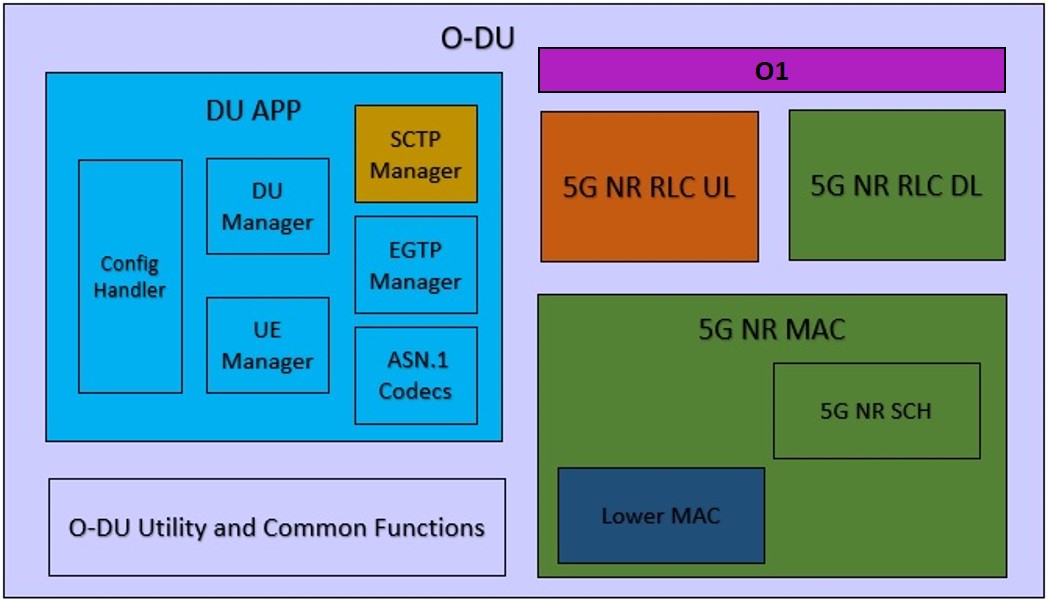 O-DU
DU APP
Config
Handler
DU
Manager
UE
Manager
SCTP
Manager
EGTP
Manager
ASN.1
Codecs
O-DU Utility and Common Functions
O1
5G NR RLC UL
5G NR RLC DL
5G NR MAC
5G NR SCH
Lower MAC